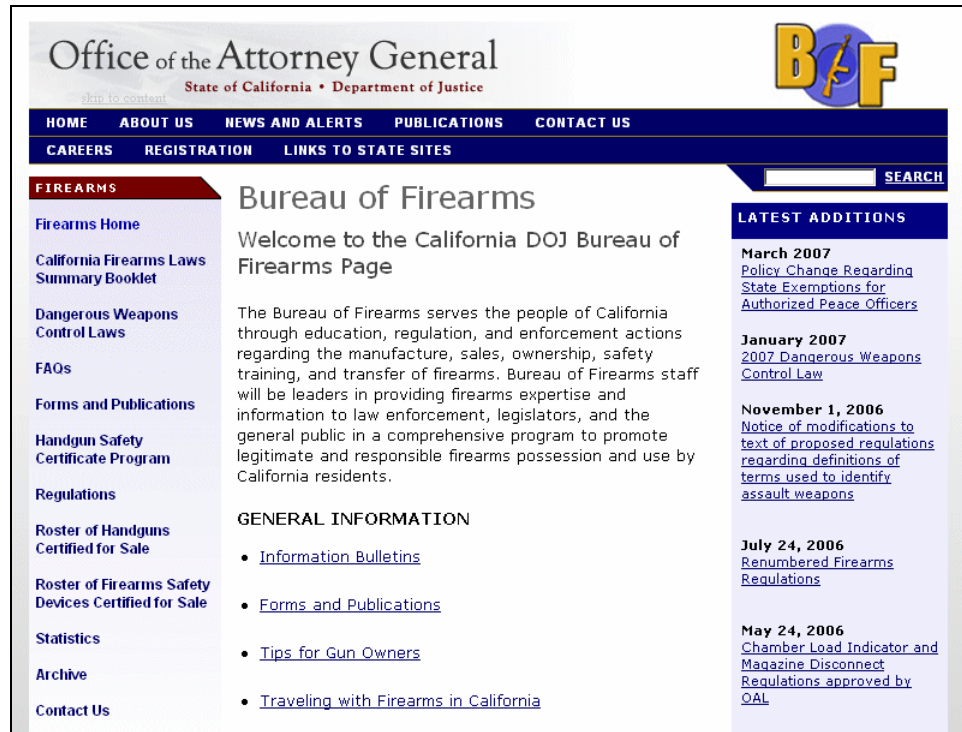 Office of the Attorney General
State of California • Department of Justice
skip to content
BOF
HOME ABOUT US NEWS AND ALERTS PUBLICATIONS CONTACT US
CAREERS REGISTRATION LINKS TO STATE SITES
SEARCH
FIREARMS
Firearms Home
California Firearms Laws
Summary Booklet
Dangerous Weapons
Control Laws
FAQs
Forms and Publications
Handgun Safety
Certificate Program
Regulations
Roster of Handguns
Certified for Sale
Roster of Firearms Safety
Devices Certified for Sale
Statistics
Archive
Contact Us
Bureau of Firearms
Welcome to the California DOJ Bureau of
Firearms Page
The Bureau of Firearms serves the people of California
through education, regulation, and enforcement actions
regarding the manufacture, sales, ownership, safety
training, and transfer of firearms. Bureau of Firearms staff
will be leaders in providing firearms expertise and
information to law enforcement, legislators, and the
general public in a comprehensive program to promote
legitimate and responsible firearms possession and use by
California residents.
GENERAL INFORMATION
• Information Bulletins
• Forms and Publications
• Tips for Gun Owners
• Traveling with Firearms in California
LATEST ADDITIONS
March 2007
Policy Change Regarding
State Exemptions for
Authorized Peace Officers
January 2007
2007 Dangerous Weapons
Control Law
November 1, 2006
Notice of modifications to
text of proposed regulations
regarding definitions of
terms used to identify
assault weapons
July 24, 2006
Renumbered Firearms
Regulations
May 24, 2006
Chamber Load Indicator and
Magazine Disconnect
Regulations approved by
OAL